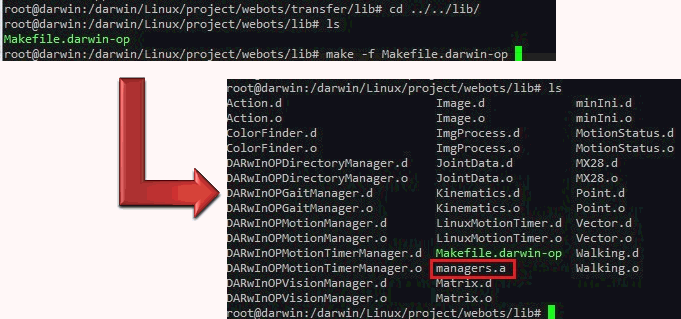 root@darwin:/darwin/Linux/project/webots/transfer/lib# cd ../../lib/
root@darwin:/darwin/Linux/project/webots/lib# ls
Makefile.darwin-op
root@darwin:/darwin/Linux/project/webots/lib# make -f Makefile.darwin-op
root@darwin:/darwin/Linux/project/webots/lib# ls
Action.d Image.d minIni.d
Action.o Image.o minIni.o
ColorFinder.d ImgProcess.d MotionStatus.d
ColorFinder.o ImgProcess.o MotionStatus.o
DARwInOPDirectoryManager.d JointData.d MX28.d
DARwInOPDirectoryManager.o JointData.o MX28.o
DARwInOPGaitManager.d Kinematics.d Point.d
DARwInOPGaitManager.o Kinematics.o Point.o
DARwInOPMotionManager.d LinuxMotionTimer.d Vector.d
DARwInOPMotionManager.o LinuxMotionTimer.o Vector.o
DARwInOPMotionTimerManager.d Makefile.darwin-op Walking.d
DARwInOPMotionTimerManager.o managers.a Walking.o
DARwInOPVisionManager.d Matrix.d
DARwInOPVisionManager.o Matrix.o
root@darwin:/darwin/Linux/project/webots/lib#